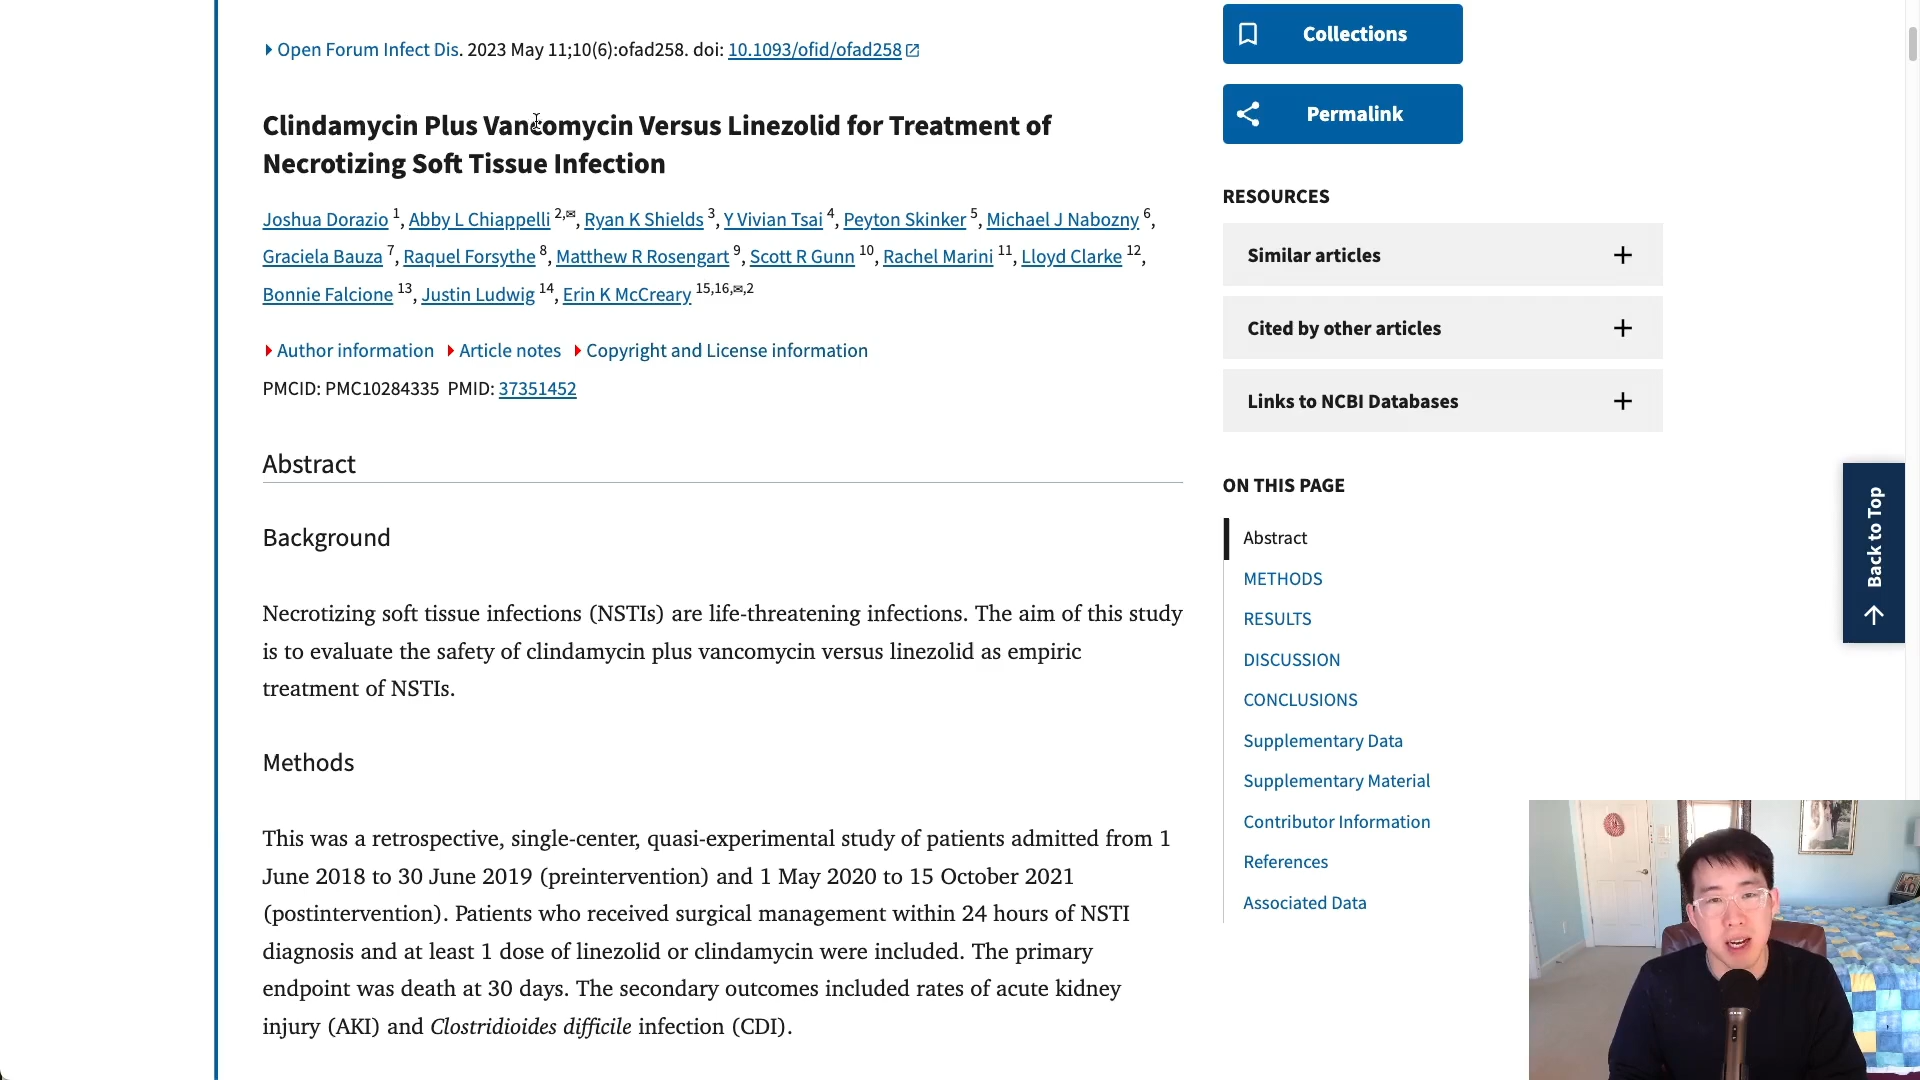 Open Forum Infect Dis. 2023 May 11;10(6):ofad258. doi: 10.1093/ofid/ofad258
Clindamycin Plus Vancomycin Versus Linezolid for Treatment of
Necrotizing Soft Tissue Infection
Joshua Dorazio 1, Abby L Chiappelli 2,✉, Ryan K Shields 3, Y Vivian Tsai 4, Peyton Skinker 5, Michael J Nabozny 6,
Graciela Bauza 7, Raquel Forsythe 8, Matthew R Rosengart 9, Scott R Gunn 10, Rachel Marini 11, Lloyd Clarke 12,
Bonnie Falcione 13, Justin Ludwig 14, Erin K McCreary 15,16,✉,2
Author information Article notes Copyright and License information
PMCID: PMC10284335 PMID: 37351452
Abstract
Background
Necrotizing soft tissue infections (NSTIs) are life-threatening infections. The aim of this study
is to evaluate the safety of clindamycin plus vancomycin versus linezolid as empiric
treatment of NSTIs.
Methods
This was a retrospective, single-center, quasi-experimental study of patients admitted from 1
June 2018 to 30 June 2019 (preintervention) and 1 May 2020 to 15 October 2021
(postintervention). Patients who received surgical management within 24 hours of NSTI
diagnosis and at least 1 dose of linezolid or clindamycin were included. The primary
endpoint was death at 30 days. The secondary outcomes included rates of acute kidney
injury (AKI) and Clostridioides difficile infection (CDI).
Collections
Permalink
RESOURCES
Similar articles
Cited by other articles
Links to NCBI Databases
ON THIS PAGE
Abstract
METHODS
RESULTS
DISCUSSION
CONCLUSIONS
Supplementary Data
Supplementary Material
Contributor Information
References
Associated Data
Back to Top